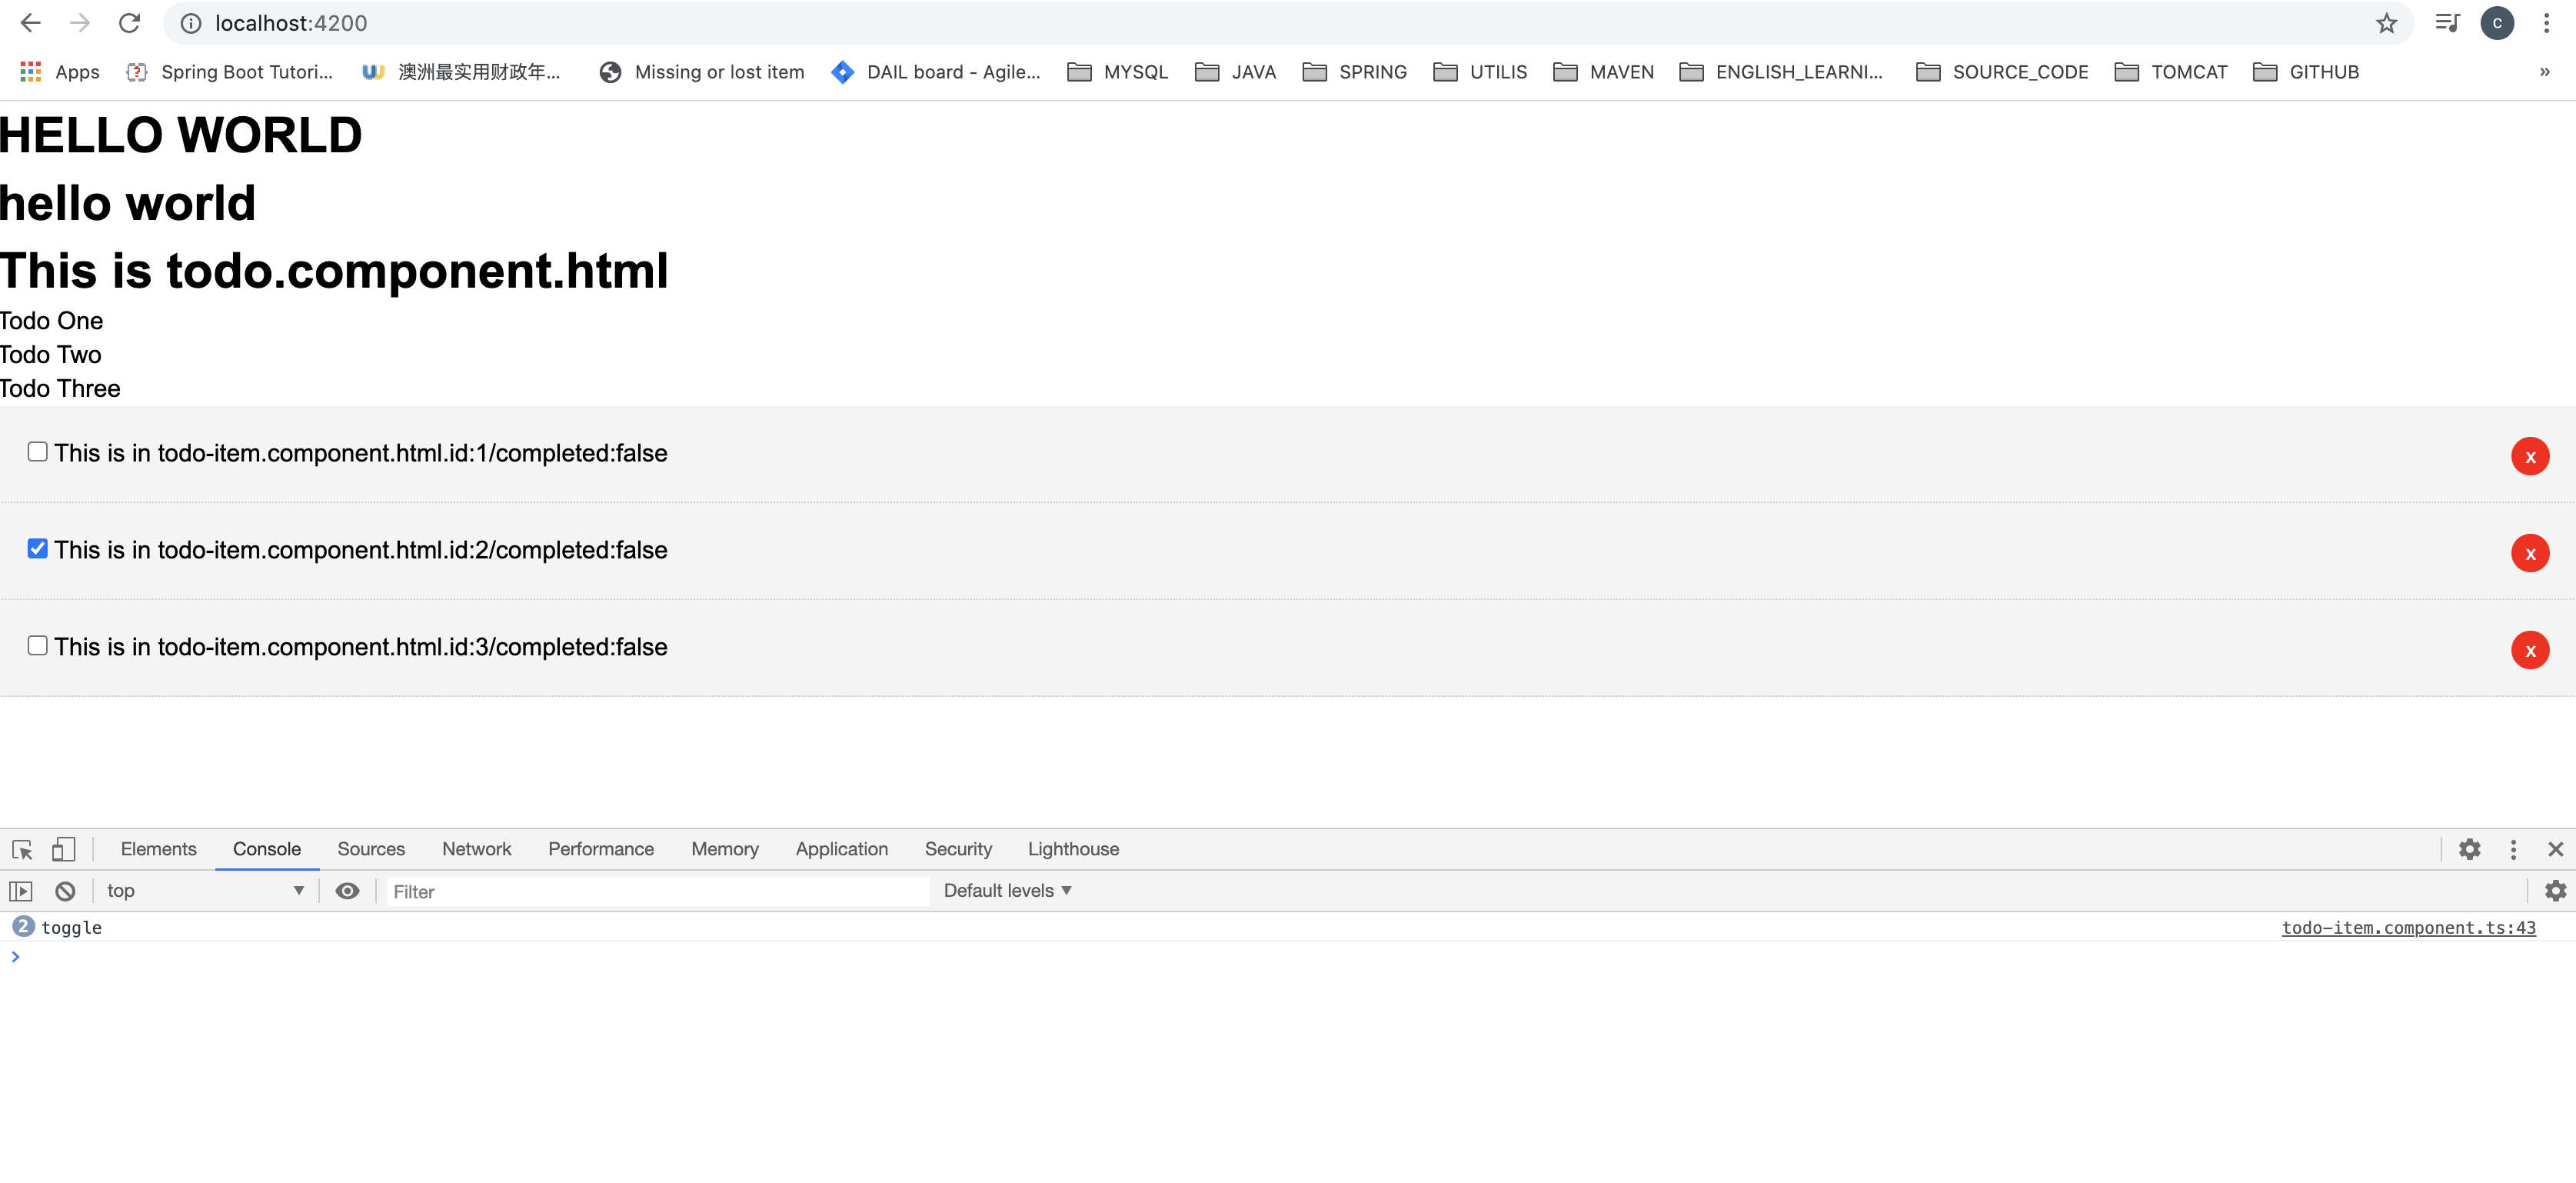 localhost:4200
C
Apps Spring Boot Tutori... 澳洲最实用财政年... Missing or lost item DAIL board - Agile... MYSQL JAVA SPRING UTILIS MAVEN ENGLISH_LEARNI... SOURCE_CODE TOMCAT GITHUB »
HELLO WORLD
hello world
This is todo.component.html
Todo One
Todo Two
Todo Three
This is in todo-item.component.html.id:1/completed:false x
This is in todo-item.component.html.id:2/completed:false x
This is in todo-item.component.html.id:3/completed:false x
Elements Console Sources Network Performance Memory Application Security Lighthouse
top Filter Default levels
2 toggle todo-item.component.ts:43